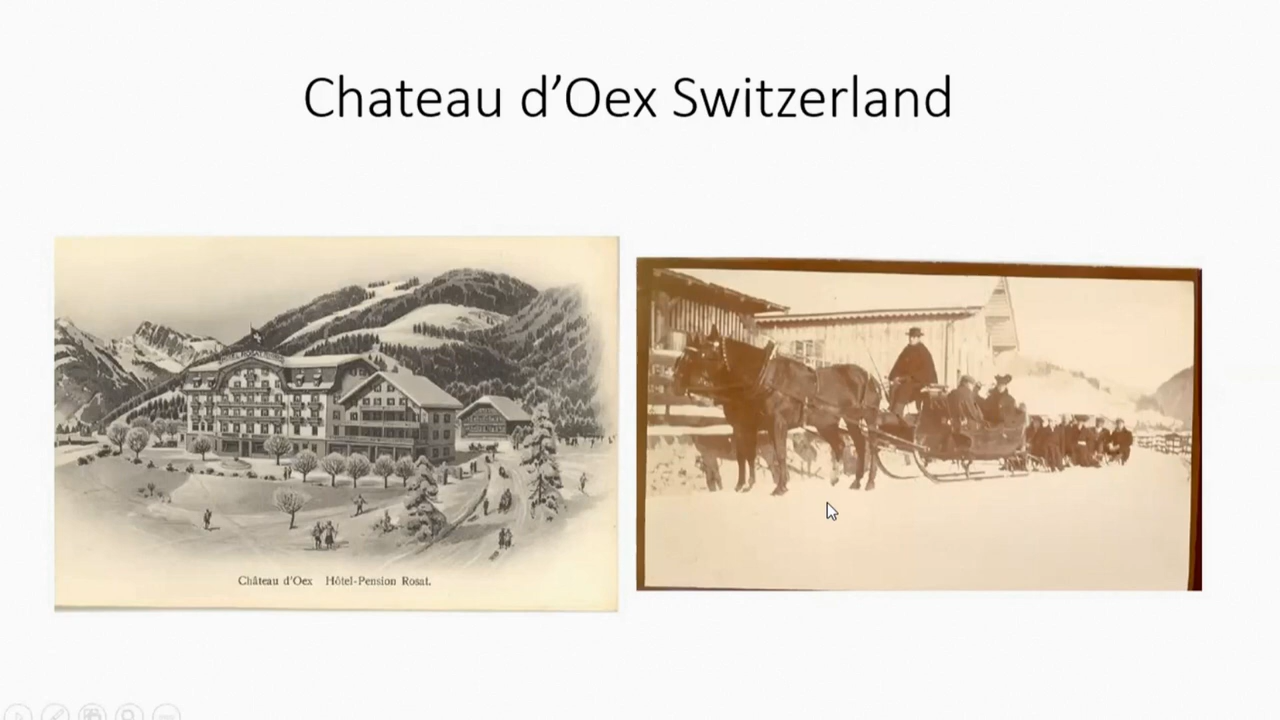 Chateau d’Oex Switzerland
Château d'Oex Hôtel-Pension Rosat.